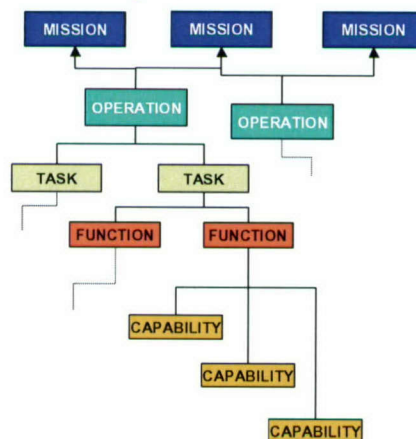 MISSION
MISSION
MISSION
OPERATION
OPERATION
TASK
TASK
FUNCTION
FUNCTION
CAPABILITY
CAPABILITY
CAPABILITY